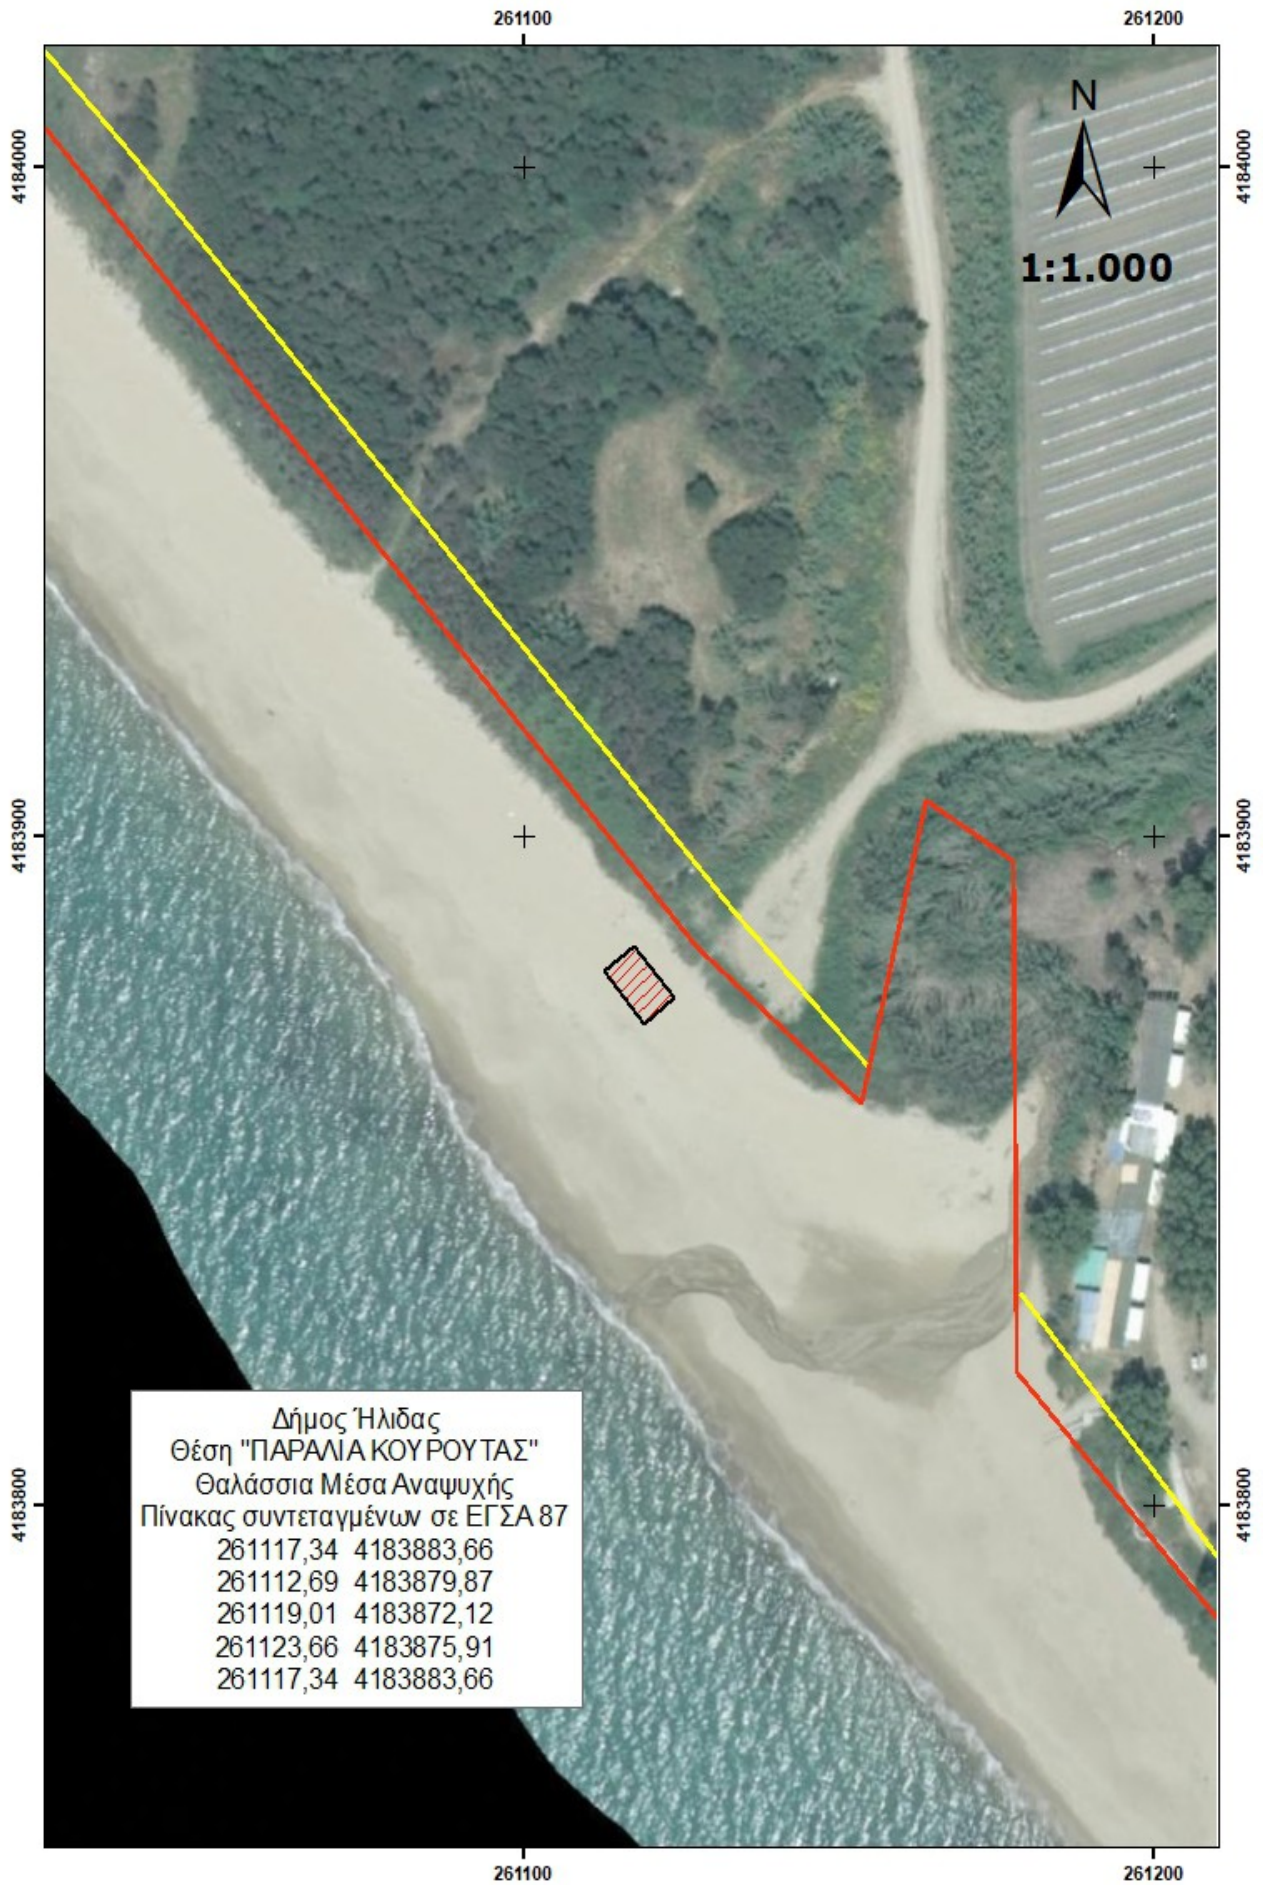 261100 261200
N
4184000 4184000
1:1.000
4183900 4183900
Δήμος Ήλιδας
Θέση "ΠΑΡΑΛΙΑ ΚΟΥΡΟΥΤΑΣ"
Θαλάσσια Μέσα Αναψυχής
Πίνακας συντεταγμένων σε ΕΓΣΑ 87
261117,34 4183883,66
261112,69 4183879,87
261119,01 4183872,12
261123,66 4183875,91
261117,34 4183883,66
4183800 4183800
261100 261200